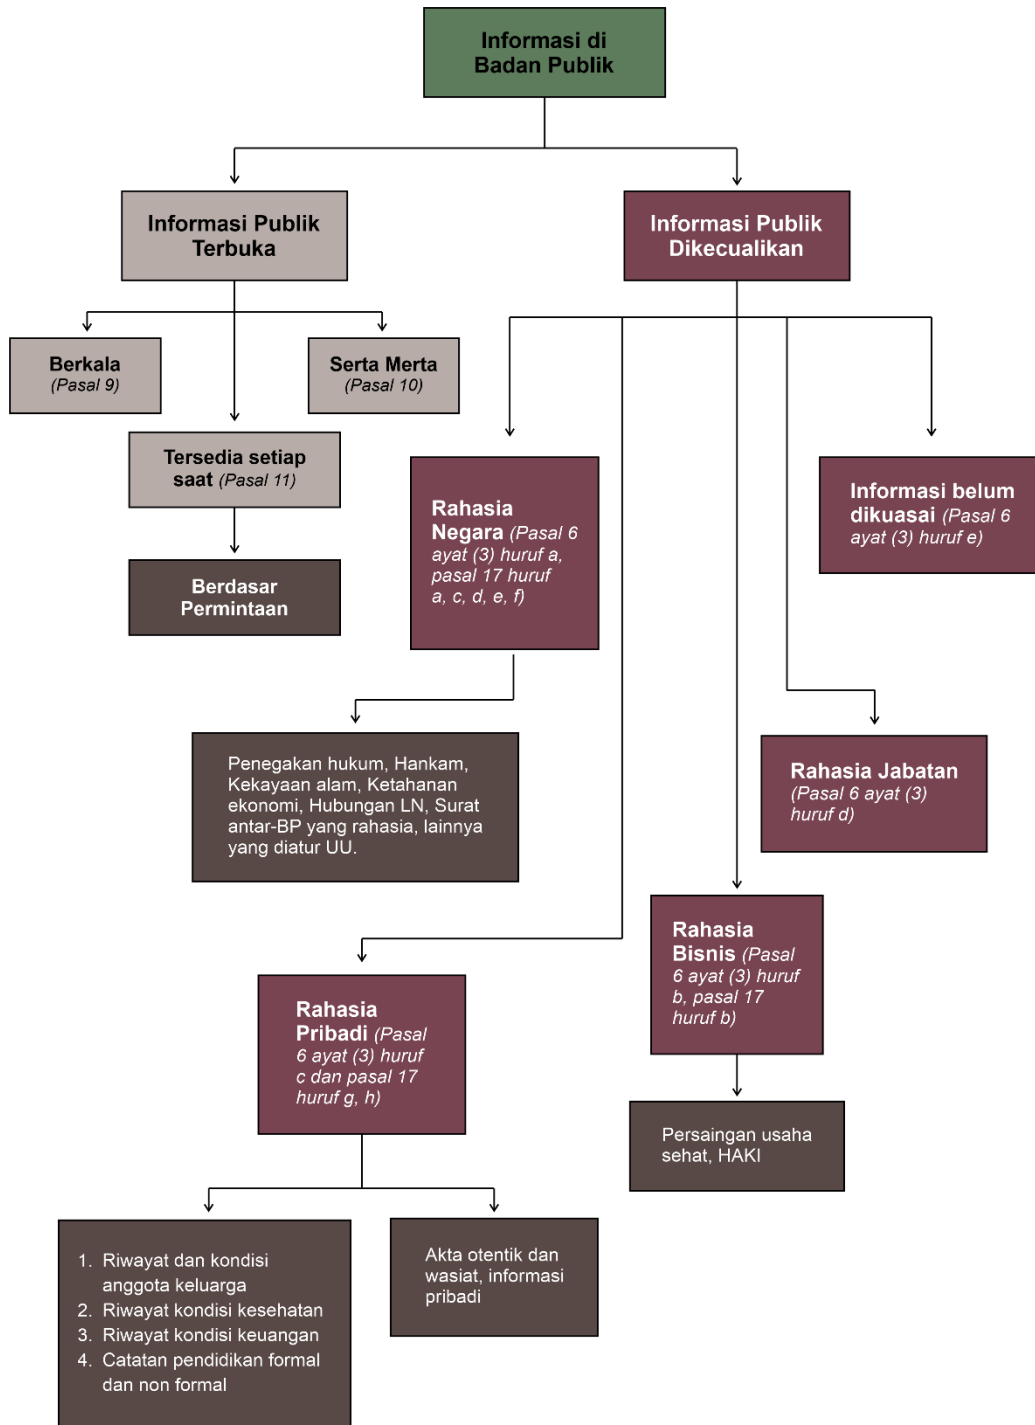 Informasi di
Badan Publik
Informasi Publik
Terbuka
Informasi Publik
Dikecualikan
Berkala
(Pasal 9)
Serta Merta
(Pasal 10)
Tersedia setiap
saat (Pasal 11)
Berdasar
Permintaan
Rahasia
Negara (Pasal 6
ayat (3) huruf a,
pasal 17 huruf
a, c, d, e, f)
Informasi belum
dikuasai (Pasal 6
ayat (3) huruf e)
Penegakan hukum, Hankam,
Kekayaan alam, Ketahanan
ekonomi, Hubungan LN, Surat
antar-BP yang rahasia, lainnya
yang diatur UU.
Rahasia Jabatan
(Pasal 6 ayat (3)
huruf d)
Rahasia
Bisnis (Pasal
6 ayat (3) huruf
b, pasal 17
huruf b)
Rahasia
Pribadi (Pasal
6 ayat (3) huruf
c dan pasal 17
huruf g, h)
Persaingan usaha
sehat, HAKI
1. Riwayat dan kondisi
anggota keluarga
2. Riwayat kondisi kesehatan
3. Riwayat kondisi keuangan
4. Catatan pendidikan formal
dan non formal
Akta otentik dan
wasiat, informasi
pribadi